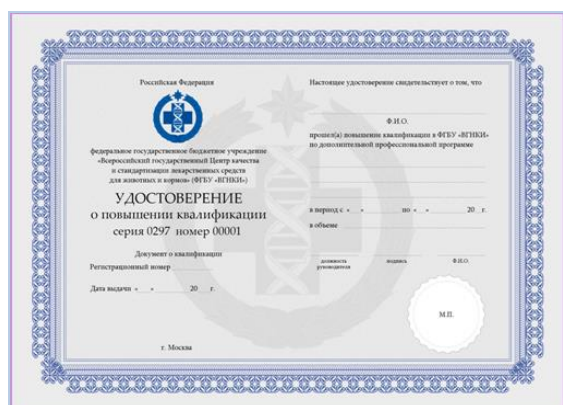 Российская Федерация
федеральное государственное бюджетное учреждение
«Всероссийский государственный Центр качества
и стандартизации лекарственных средств
для животных и кормов» (ФГБУ «ВГНКИ»)
УДОСТОВЕРЕНИЕ
о повышении квалификации
серия 0297 номер 00001
Документ о квалификации
Регистрационный номер
Дата выдачи « » 20 г.
г. Москва
Настоящее удостоверение свидетельствует о том, что
Ф.И.О.
прошел(а) повышение квалификации в ФГБУ «ВГНКИ»
по дополнительной профессиональной программе
в период с « » по « » 20 г.
в объеме
должность подпись Ф.И.О.
руководителя
М.П.